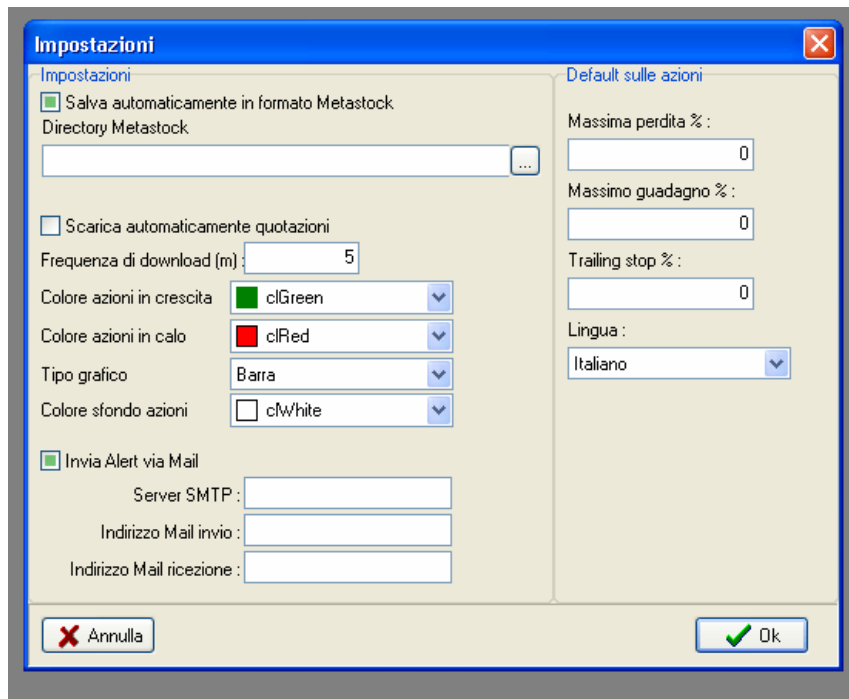 Impostazioni
Impostazioni
Salva automaticamente in formato Metastock
Directory Metastock
...
Scarica automaticamente quotazioni
Frequenza di download (m) : 5
Colore azioni in crescita clGreen
Colore azioni in calo clRed
Tipo grafico Barra
Colore sfondo azioni clWhite
Invia Alert via Mail
Server SMTP :
Indirizzo Mail invio :
Indirizzo Mail ricezione :
Default sulle azioni
Massima perdita % :
0
Massimo guadagno % :
0
Trailing stop % :
0
Lingua :
Italiano
Annulla
Ok